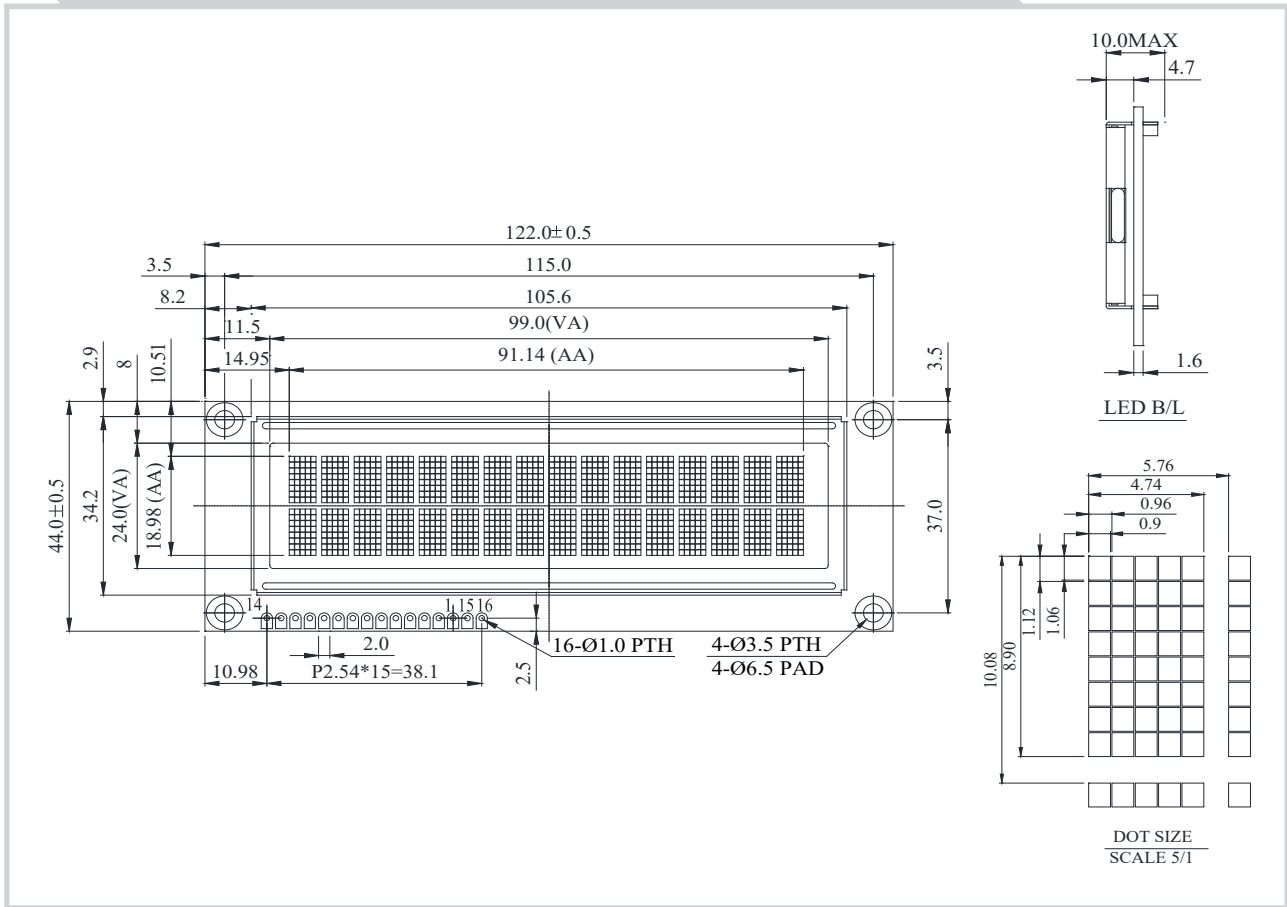 10.0MAX
4.7
1.6
LED B/L
122.0± 0.5
3.5
115.0
8.2
105.6
11.5
99.0(VA)
14.95
91.14 (AA)
2.9
8
10.51
3.5
44.0±0.5
34.2
24.0(VA)
18.98 (AA)
37.0
14
1
15
16
2.0
10.98
P2.54*15=38.1
2.5
16-Ø1.0 PTH
4-Ø3.5 PTH
4-Ø6.5 PAD
5.76
4.74
0.96
0.9
1.12
1.06
10.08
8.90
DOT SIZE
SCALE 5/1